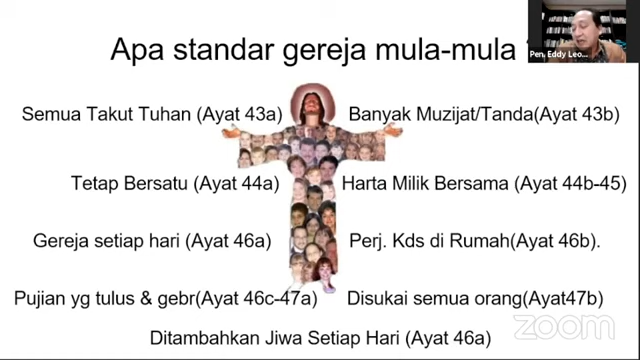 Apa standar gereja mula-mula
Pen. Eddy Leo...
Semua Takut Tuhan (Ayat 43a)
Banyak Muzijat/Tanda(Ayat 43b)
Tetap Bersatu (Ayat 44a)
Harta Milik Bersama (Ayat 44b-45)
Gereja setiap hari (Ayat 46a)
Perj. Kds di Rumah(Ayat 46b).
Pujian yg tulus & gebr(Ayat 46c-47a)
Disukai semua orang(Ayat47b)
Ditambahkan Jiwa Setiap Hari (Ayat 46a)
zoom